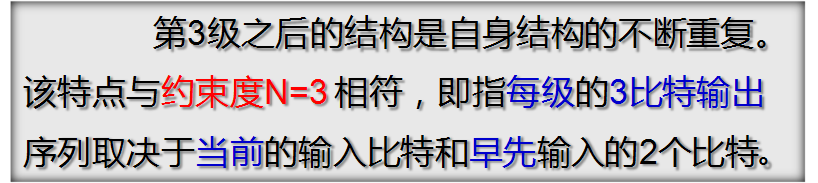 第3级之后的结构是自身结构的不断重复。
该特点与约束度N=3相符，即指每级的3比特输出
序列取决于当前的输入比特和早先输入的2个比特。